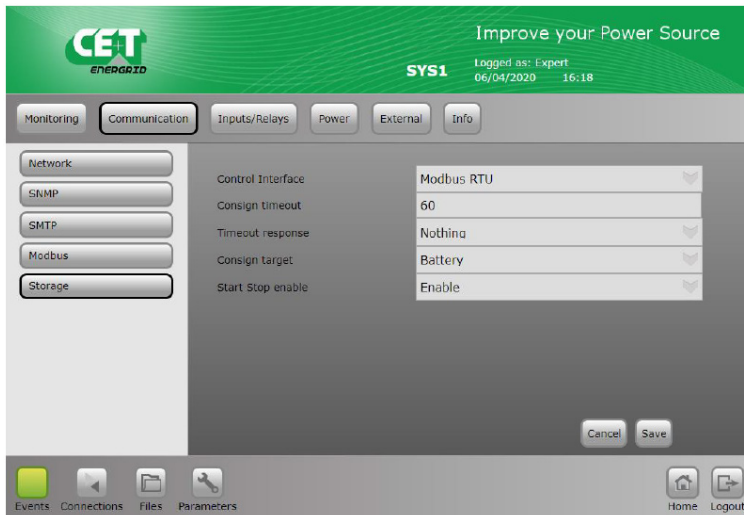 CE+T
ENERGRID
Improve your Power Source
SYS1
Logged as: Expert
06/04/2020 16:18
Monitoring
Communication
Inputs/Relays
Power
External
Info
Network
SNMP
SMTP
Modbus
Storage
Control Interface
Modbus RTU
Consign timeout
60
Timeout response
Nothing
Consign target
Battery
Start Stop enable
Enable
Cancel
Save
Events
Connections
Files
Parameters
Home
Logout